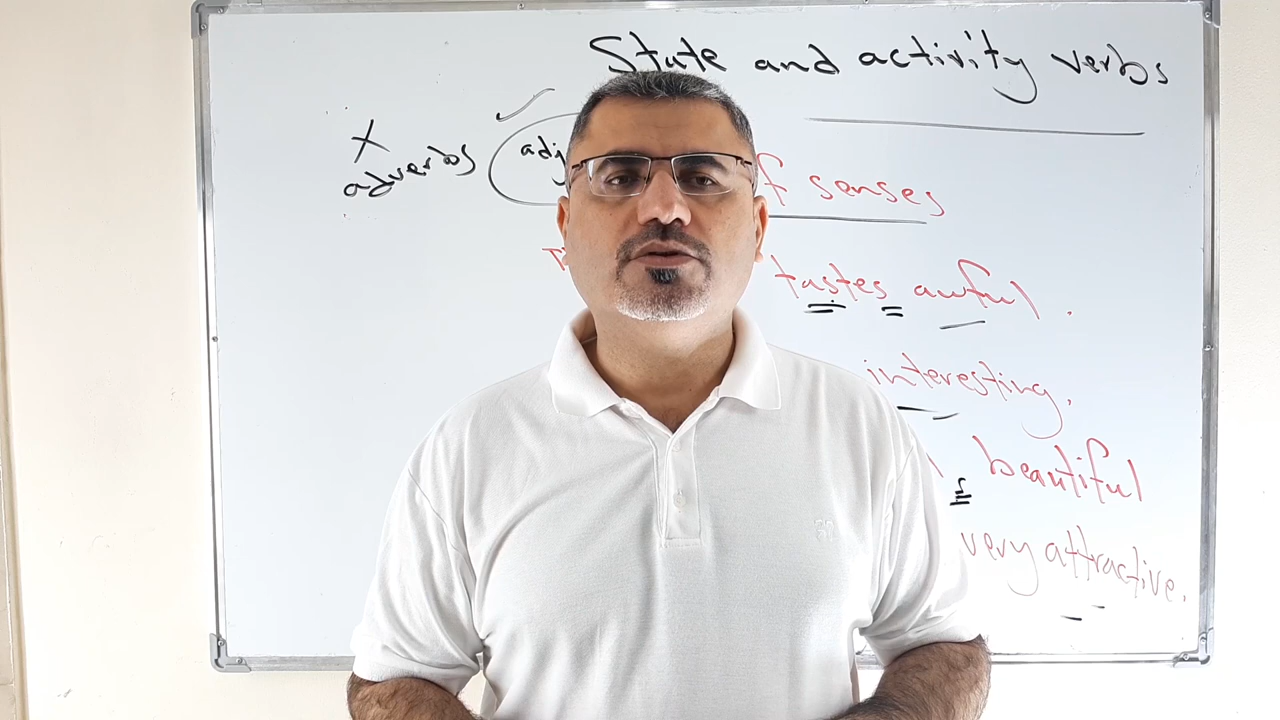 State and activity verbs
X
adverbs adj f senses
tastes awful.
interesting.
s beautiful
very attractive.